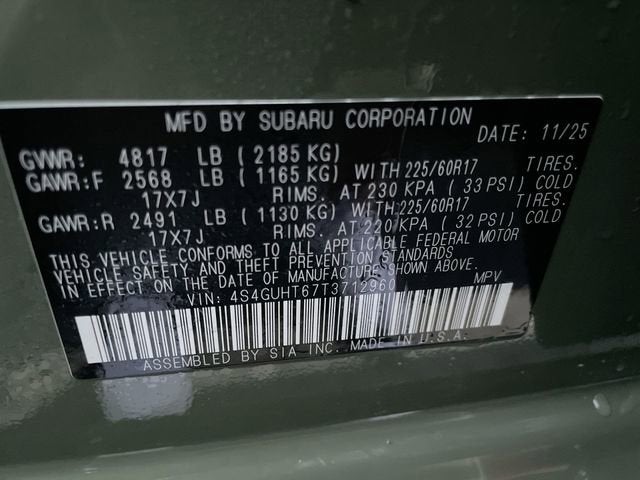 MFD BY SUBARU CORPORATION
DATE: 11/25
GVWR: 4817 LB ( 2185 KG)
GAWR:F 2568 LB ( 1165 KG) WITH 225/60R17 TIRES.
17X7J RIMS. AT 230 KPA ( 33 PSI) COLD
GAWR:R 2491 LB ( 1130 KG) WITH 225/60R17 TIRES.
17X7J RIMS. AT 220 KPA ( 32 PSI) COLD
THIS VEHICLE CONFORMS TO ALL APPLICABLE FEDERAL MOTOR
VEHICLE SAFETY AND THEFT PREVENTION STANDARDS
IN EFFECT ON THE DATE OF MANUFACTURE SHOWN ABOVE.
VIN: 4S4GUHT67T3712960 MPV
ASSEMBLED BY SIA INC. MADE IN U.S.A.